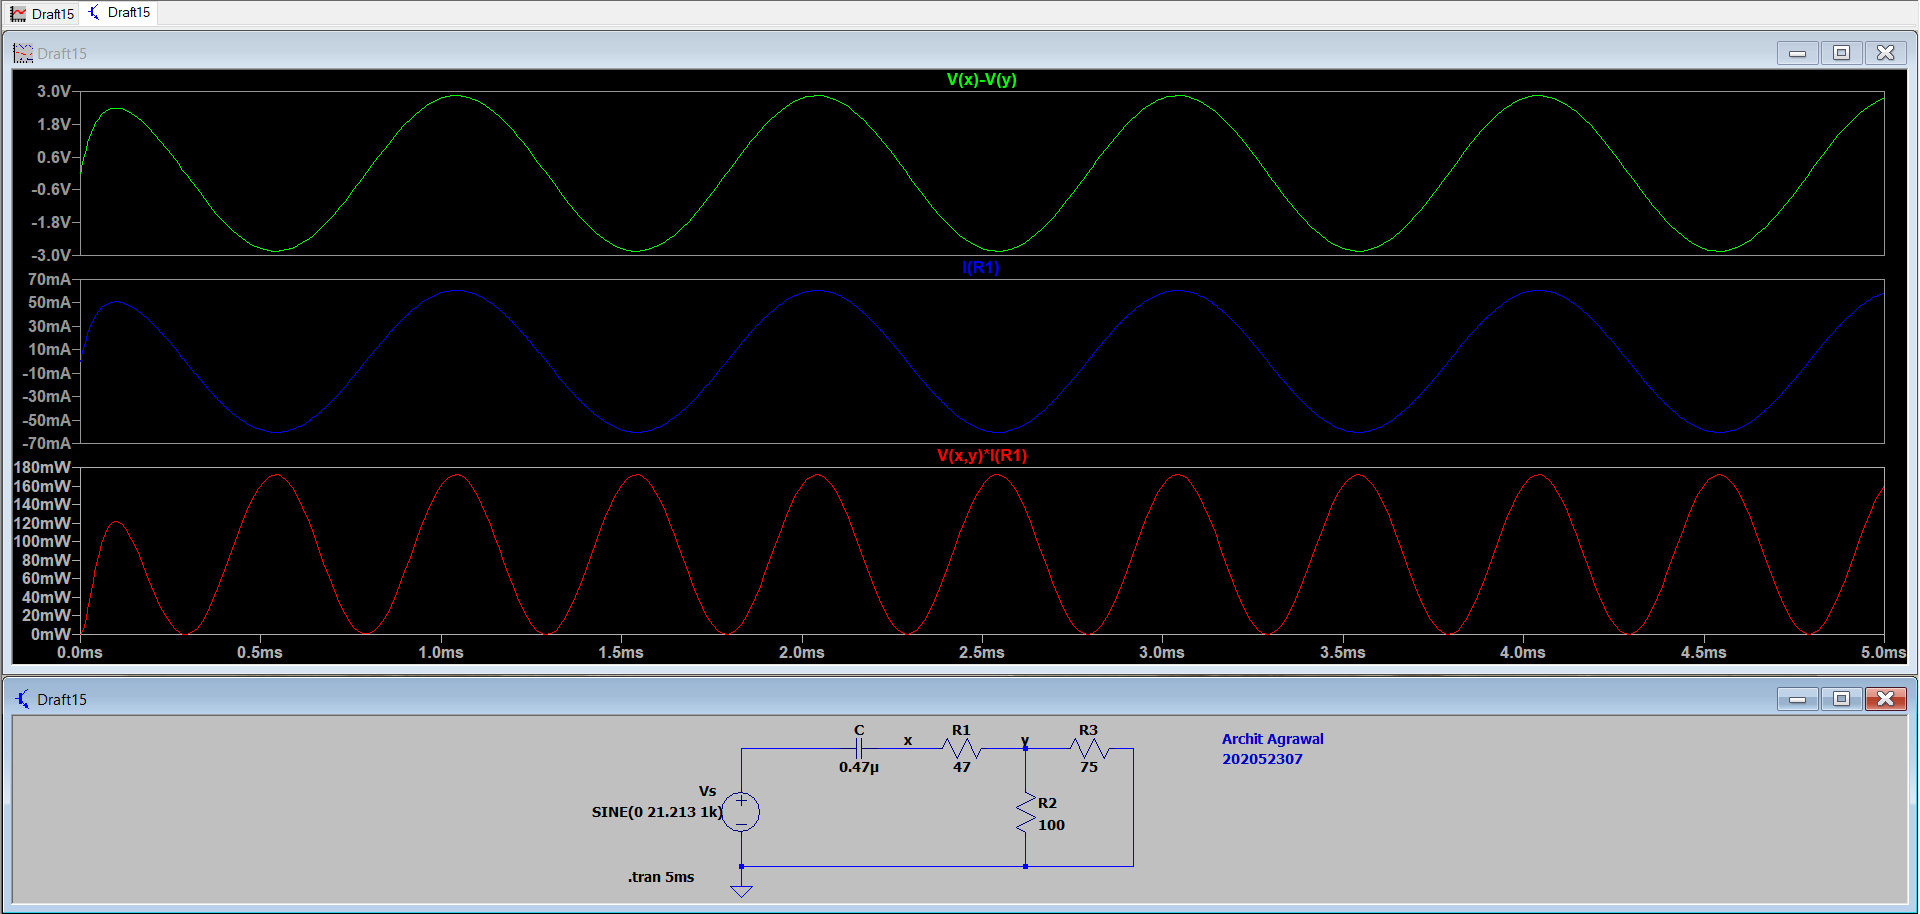 Draft15 Draft15
Draft15
V(x)-V(y)
3.0V
1.8V
0.6V
-0.6V
-1.8V
-3.0V
I(R1)
70mA
50mA
30mA
10mA
-10mA
-30mA
-50mA
-70mA
V(x,y)*I(R1)
180mW
160mW
140mW
120mW
100mW
80mW
60mW
40mW
20mW
0mW
0.0ms 0.5ms 1.0ms 1.5ms 2.0ms 2.5ms 3.0ms 3.5ms 4.0ms 4.5ms 5.0ms
Draft15
C x R1 y R3
0.47µ 47 75
Archit Agrawal
202052307
Vs
SINE(0 21.213 1k)
R2
100
.tran 5ms